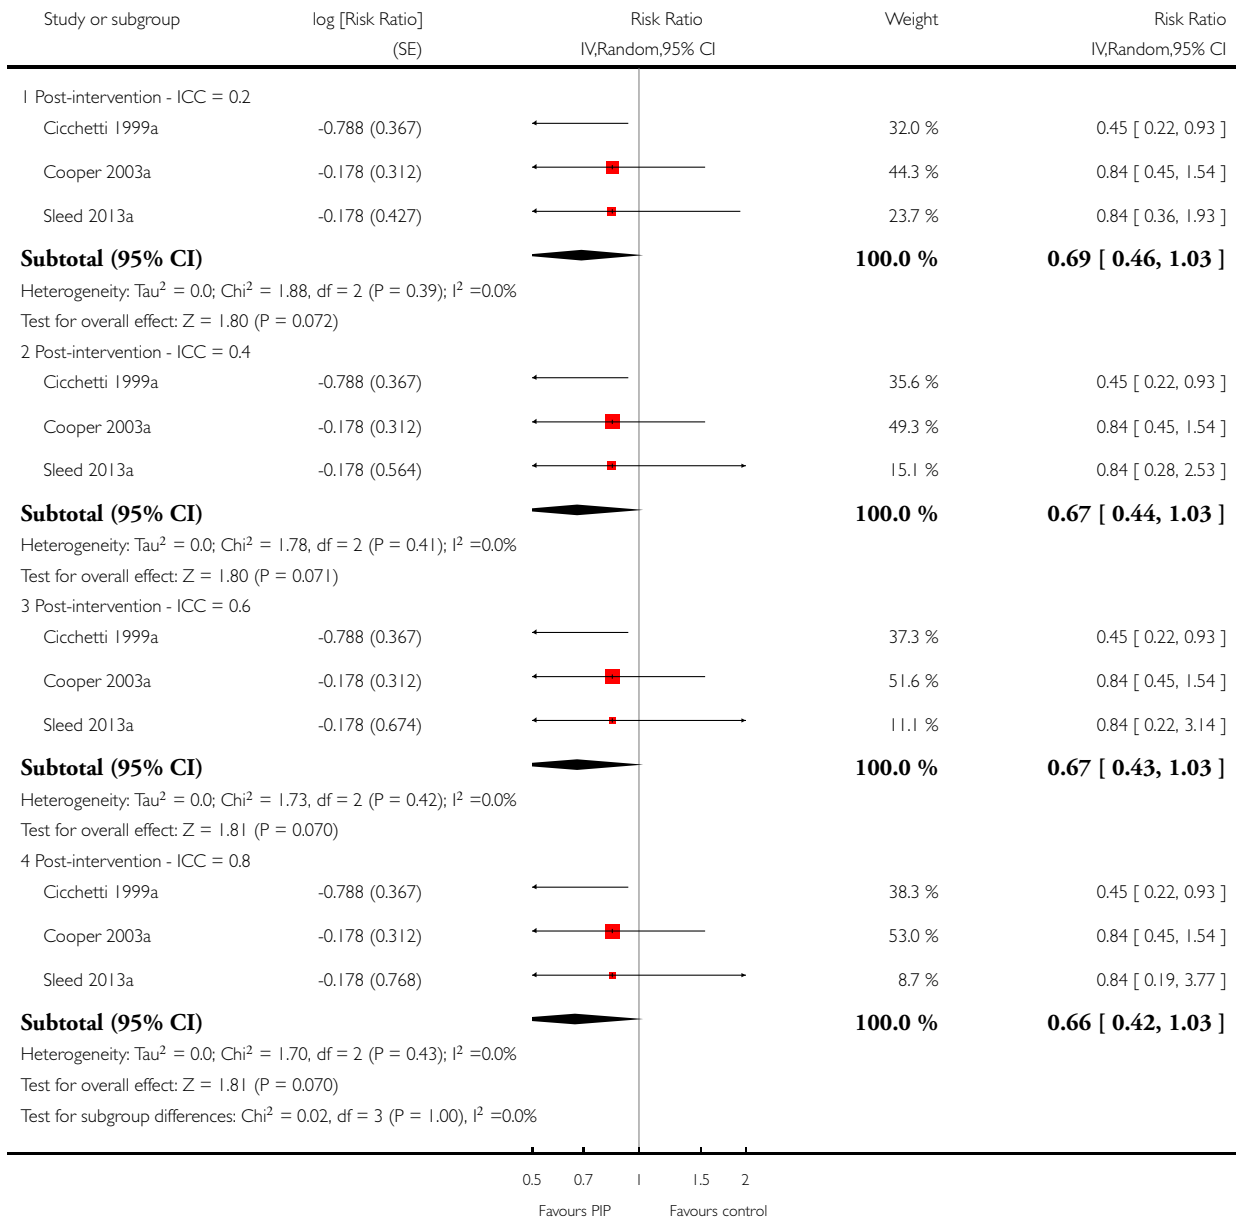 Study or subgroup log [Risk Ratio] Risk Ratio Weight Risk Ratio
(SE) IV,Random,95% CI IV,Random,95% CI
1 Post-intervention - ICC = 0.2
Cicchetti 1999a -0.788 (0.367) 32.0 % 0.45 [ 0.22, 0.93 ]
Cooper 2003a -0.178 (0.312) 44.3 % 0.84 [ 0.45, 1.54 ]
Sleed 2013a -0.178 (0.427) 23.7 % 0.84 [ 0.36, 1.93 ]
Subtotal (95% CI) 100.0 % 0.69 [ 0.46, 1.03 ]
Heterogeneity: Tau² = 0.0; Chi² = 1.88, df = 2 (P = 0.39); I² =0.0%
Test for overall effect: Z = 1.80 (P = 0.072)
2 Post-intervention - ICC = 0.4
Cicchetti 1999a -0.788 (0.367) 35.6 % 0.45 [ 0.22, 0.93 ]
Cooper 2003a -0.178 (0.312) 49.3 % 0.84 [ 0.45, 1.54 ]
Sleed 2013a -0.178 (0.564) 15.1 % 0.84 [ 0.28, 2.53 ]
Subtotal (95% CI) 100.0 % 0.67 [ 0.44, 1.03 ]
Heterogeneity: Tau² = 0.0; Chi² = 1.78, df = 2 (P = 0.41); I² =0.0%
Test for overall effect: Z = 1.80 (P = 0.071)
3 Post-intervention - ICC = 0.6
Cicchetti 1999a -0.788 (0.367) 37.3 % 0.45 [ 0.22, 0.93 ]
Cooper 2003a -0.178 (0.312) 51.6 % 0.84 [ 0.45, 1.54 ]
Sleed 2013a -0.178 (0.674) 11.1 % 0.84 [ 0.22, 3.14 ]
Subtotal (95% CI) 100.0 % 0.67 [ 0.43, 1.03 ]
Heterogeneity: Tau² = 0.0; Chi² = 1.73, df = 2 (P = 0.42); I² =0.0%
Test for overall effect: Z = 1.81 (P = 0.070)
4 Post-intervention - ICC = 0.8
Cicchetti 1999a -0.788 (0.367) 38.3 % 0.45 [ 0.22, 0.93 ]
Cooper 2003a -0.178 (0.312) 53.0 % 0.84 [ 0.45, 1.54 ]
Sleed 2013a -0.178 (0.768) 8.7 % 0.84 [ 0.19, 3.77 ]
Subtotal (95% CI) 100.0 % 0.66 [ 0.42, 1.03 ]
Heterogeneity: Tau² = 0.0; Chi² = 1.70, df = 2 (P = 0.43); I² =0.0%
Test for overall effect: Z = 1.81 (P = 0.070)
Test for subgroup differences: Chi² = 0.02, df = 3 (P = 1.00), I² =0.0%
0.5 0.7 1 1.5 2
Favours PIP Favours control